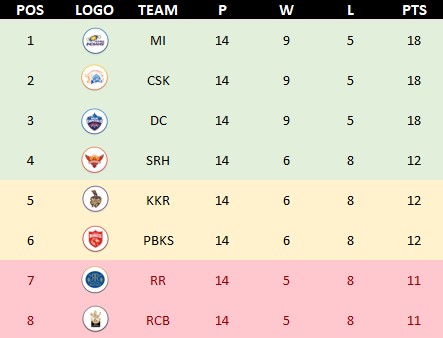 POS LOGO TEAM P W L PTS
1 MI 14 9 5 18
2 CSK 14 9 5 18
3 DC 14 9 5 18
4 SRH 14 6 8 12
5 KKR 14 6 8 12
6 PBKS 14 6 8 12
7 RR 14 5 8 11
8 RCB 14 5 8 11